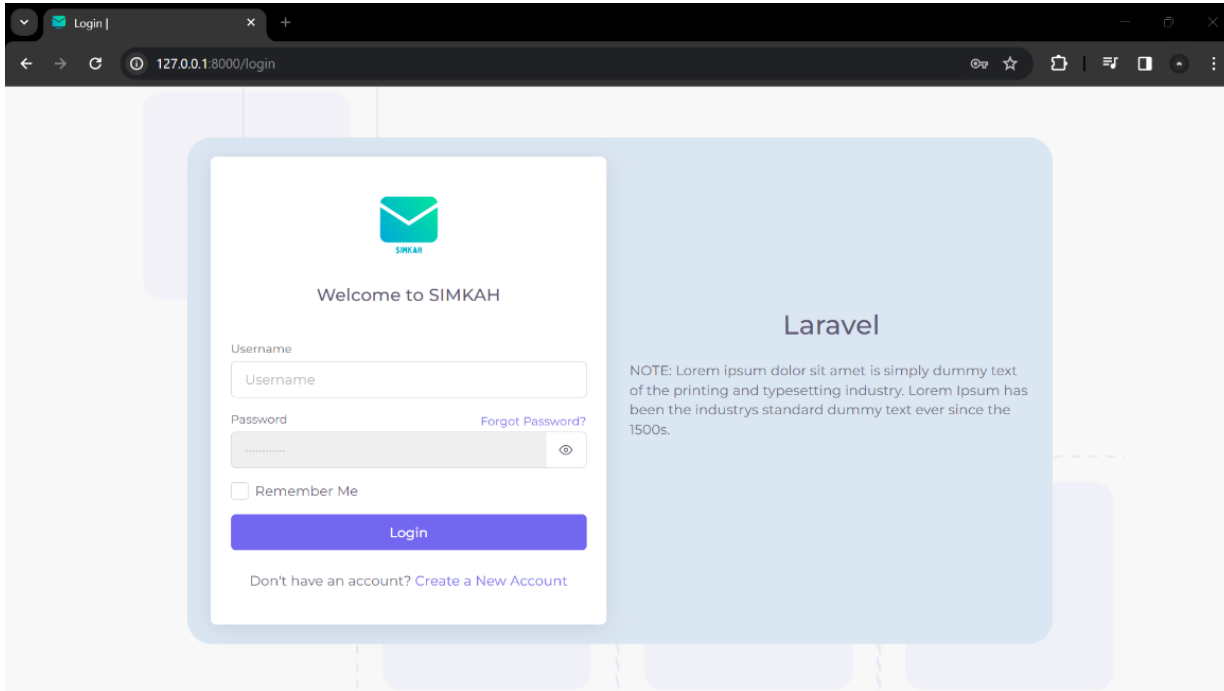 Login |
127.0.0.1:8000/login
SIMKAH
Welcome to SIMKAH
Username
Username
Password
Forgot Password?
............
Remember Me
Login
Don't have an account? Create a New Account
Laravel
NOTE: Lorem ipsum dolor sit amet is simply dummy text
of the printing and typesetting industry. Lorem Ipsum has
been the industrys standard dummy text ever since the
1500s.